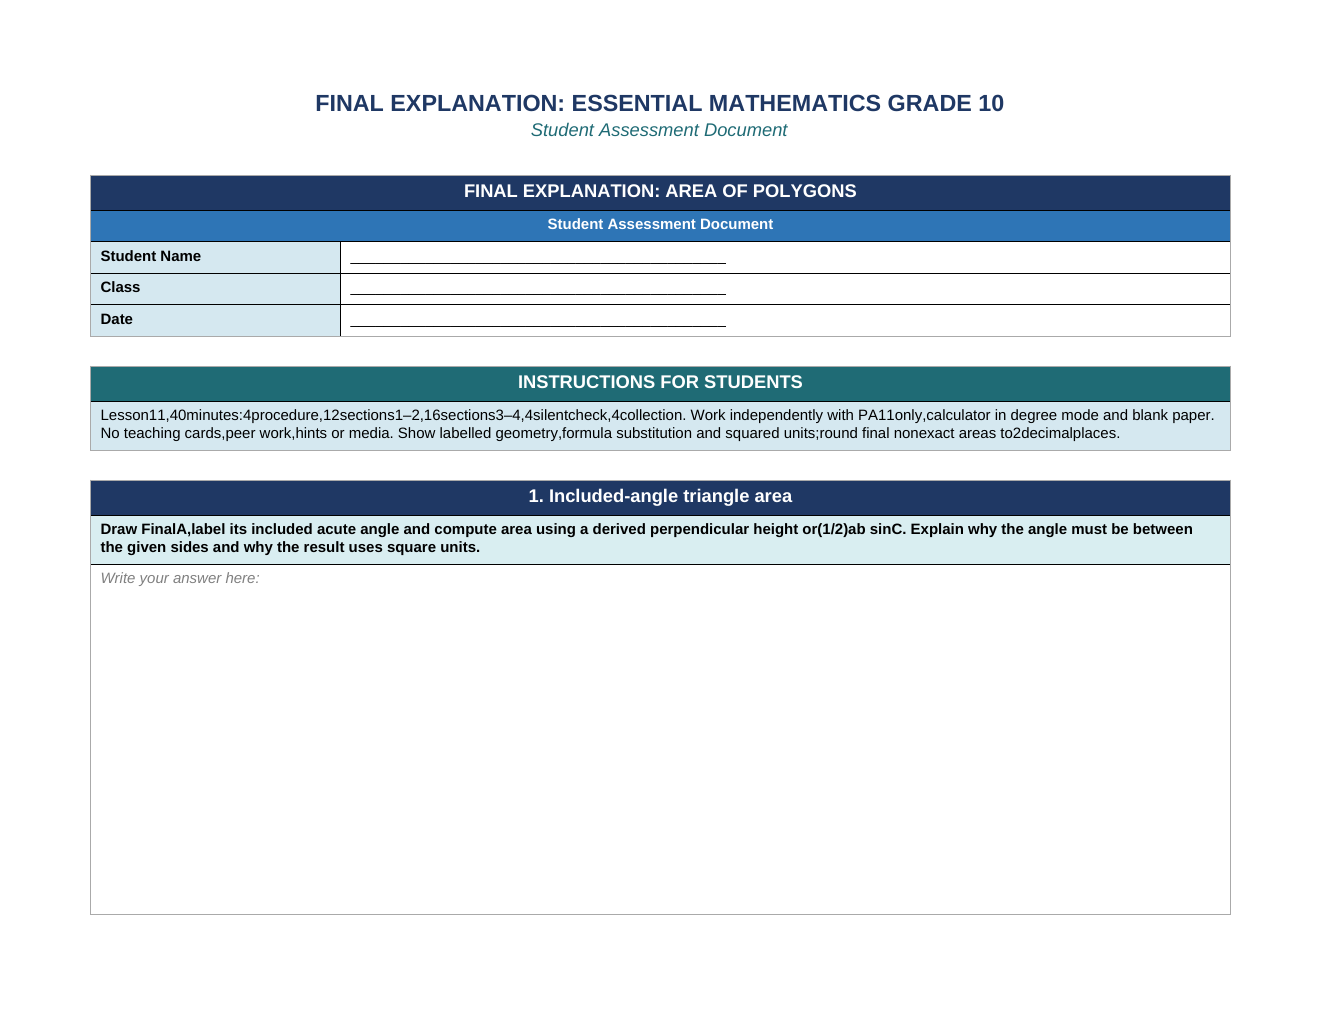 FINAL EXPLANATION: ESSENTIAL MATHEMATICS GRADE 10
Student Assessment Document
FINAL EXPLANATION: AREA OF POLYGONS
Student Assessment Document
Student Name
Class
Date
INSTRUCTIONS FOR STUDENTS
Lesson11,40minutes:4procedure,12sections1–2,16sections3–4,4silentcheck,4collection. Work independently with PA11only,calculator in degree mode and blank paper.
No teaching cards,peer work,hints or media. Show labelled geometry,formula substitution and squared units;round final nonexact areas to2decimalplaces.
1. Included-angle triangle area
Draw FinalA,label its included acute angle and compute area using a derived perpendicular height or(1/2)ab sinC. Explain why the angle must be between
the given sides and why the result uses square units.
Write your answer here: